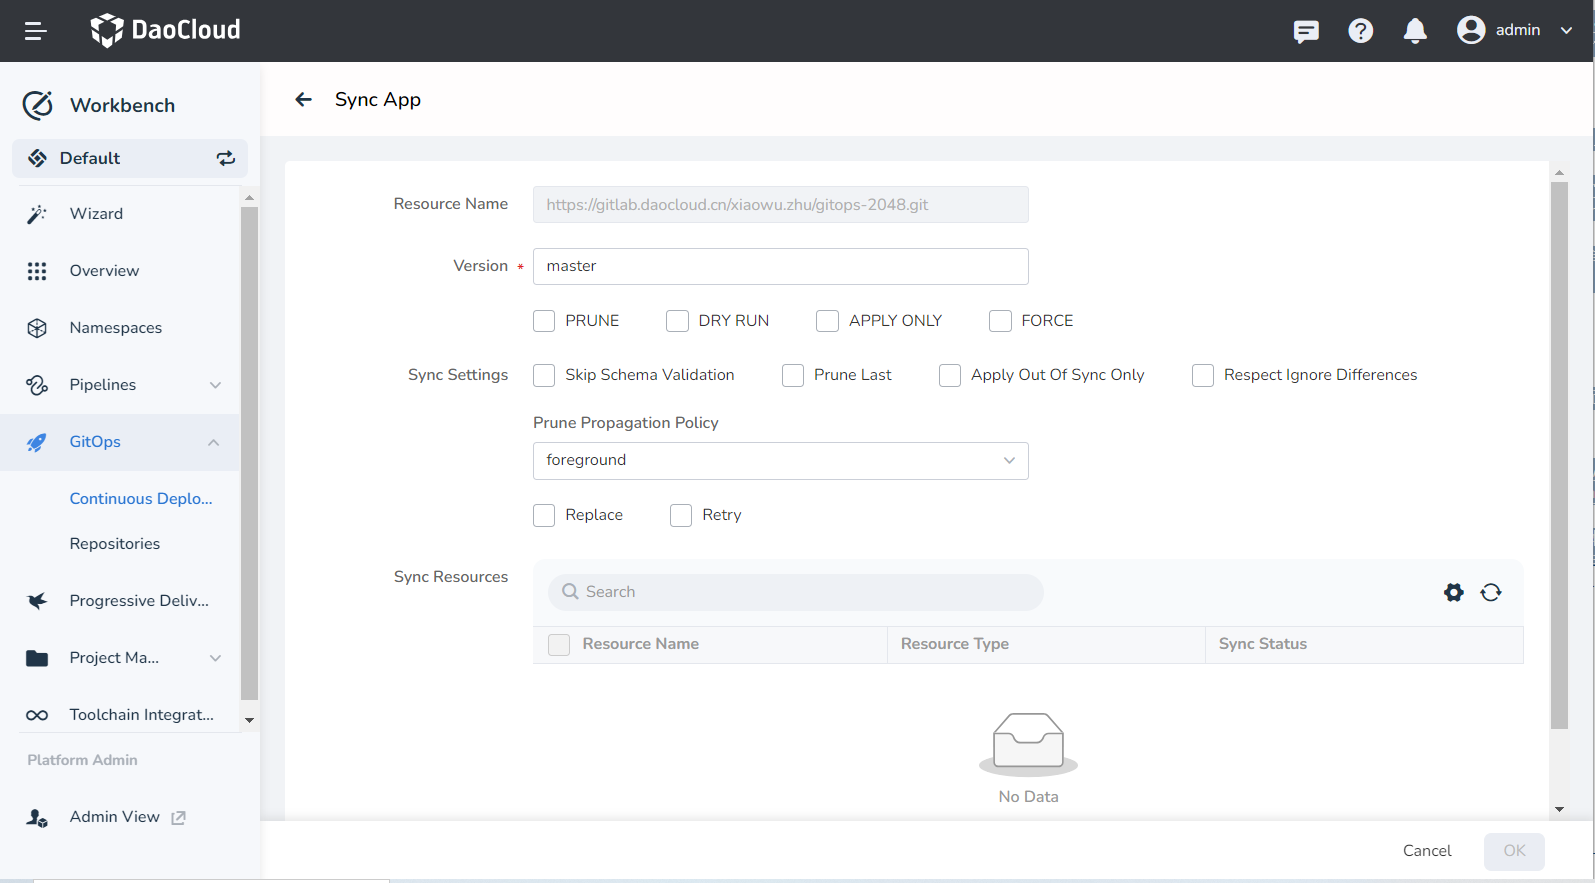 DaoCloud
admin
Workbench
Default
Wizard
Overview
Namespaces
Pipelines
GitOps
Continuous Deplo...
Repositories
Progressive Deliv...
Project Ma...
Toolchain Integrat...
Platform Admin
Admin View
Sync App
Resource Name https://gitlab.daocloud.cn/xiaowu.zhu/gitops-2048.git
Version * master
PRUNE DRY RUN APPLY ONLY FORCE
Sync Settings Skip Schema Validation Prune Last Apply Out Of Sync Only Respect Ignore Differences
Prune Propagation Policy
foreground
Replace Retry
Sync Resources Search
Resource Name Resource Type Sync Status
No Data
Cancel OK